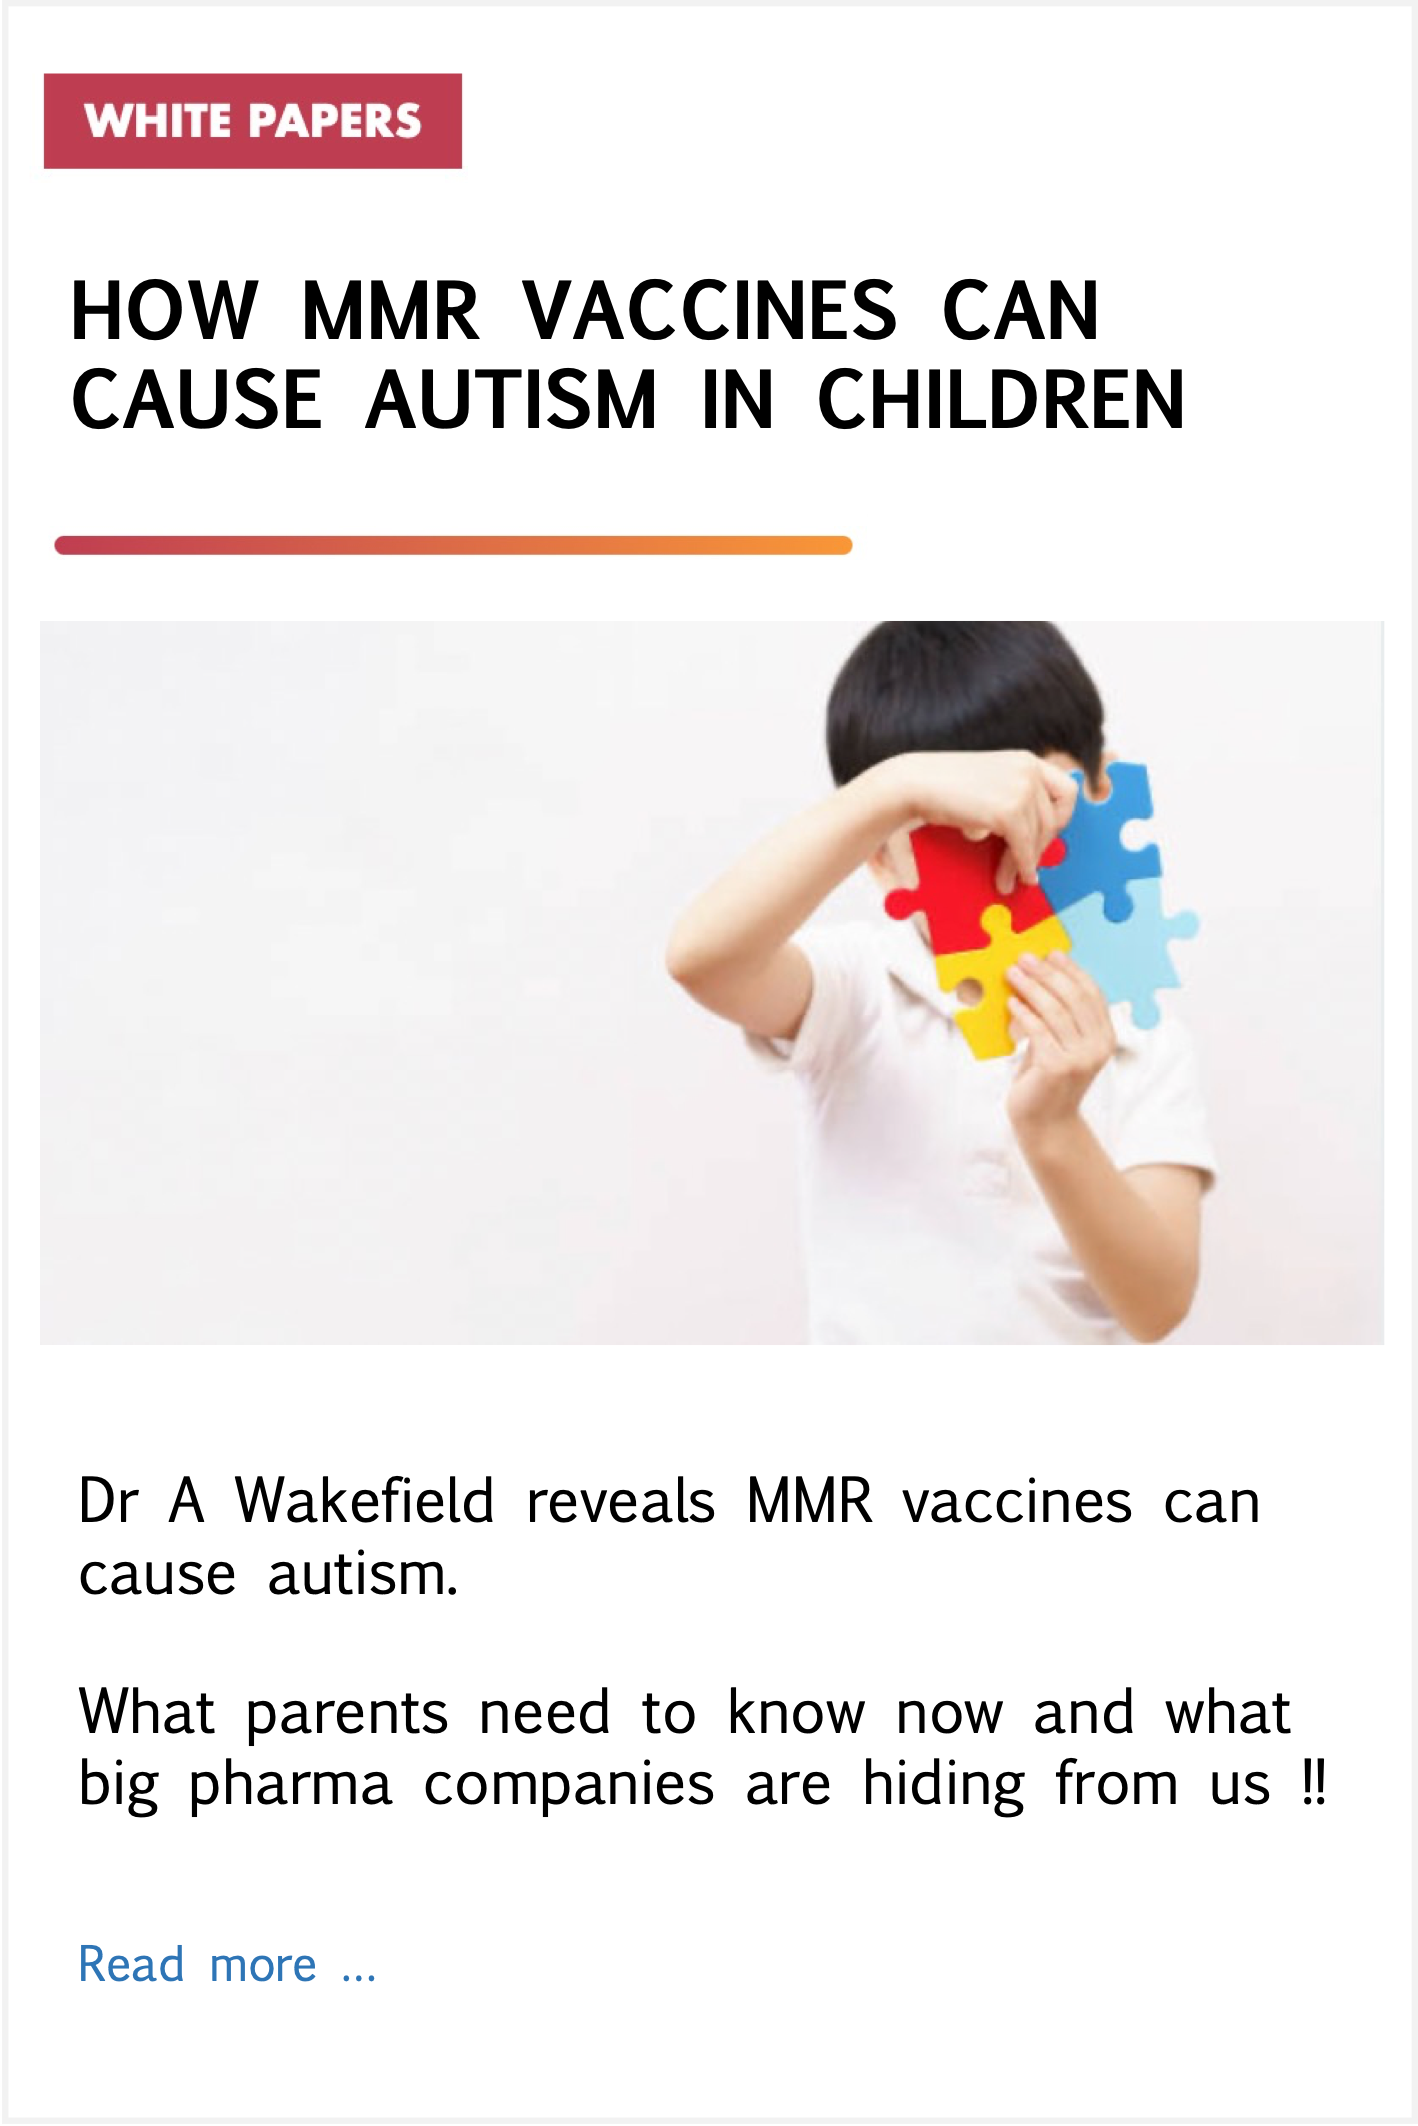 WHITE PAPERS
HOW MMR VACCINES CAN
CAUSE AUTISM IN CHILDREN
Dr A Wakefield reveals MMR vaccines can
cause autism.
What parents need to know now and what
big pharma companies are hiding from us !!
Read more ...